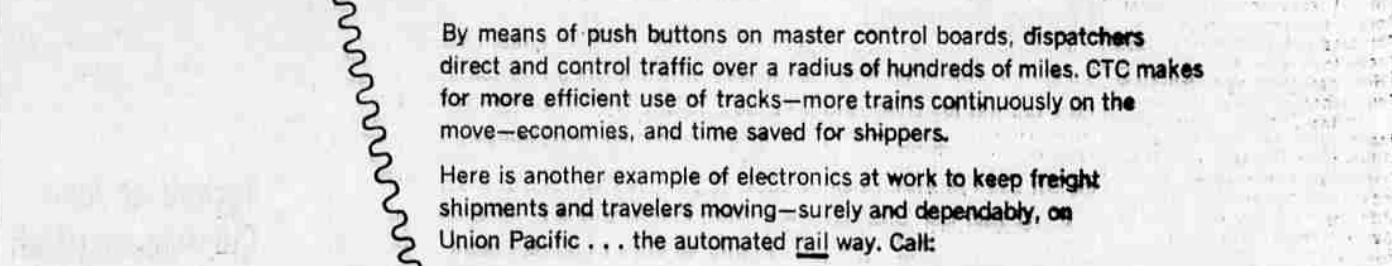 By means of push buttons on master control boards, dispatchers
direct and control traffic over a radius of hundreds of miles. CTC makes
for more efficient use of tracks—more trains continuously on the
move—economies, and time saved for shippers.
Here is another example of electronics at work to keep freight
shipments and travelers moving—surely and dependably, on
Union Pacific . . . the automated rail way. Call: